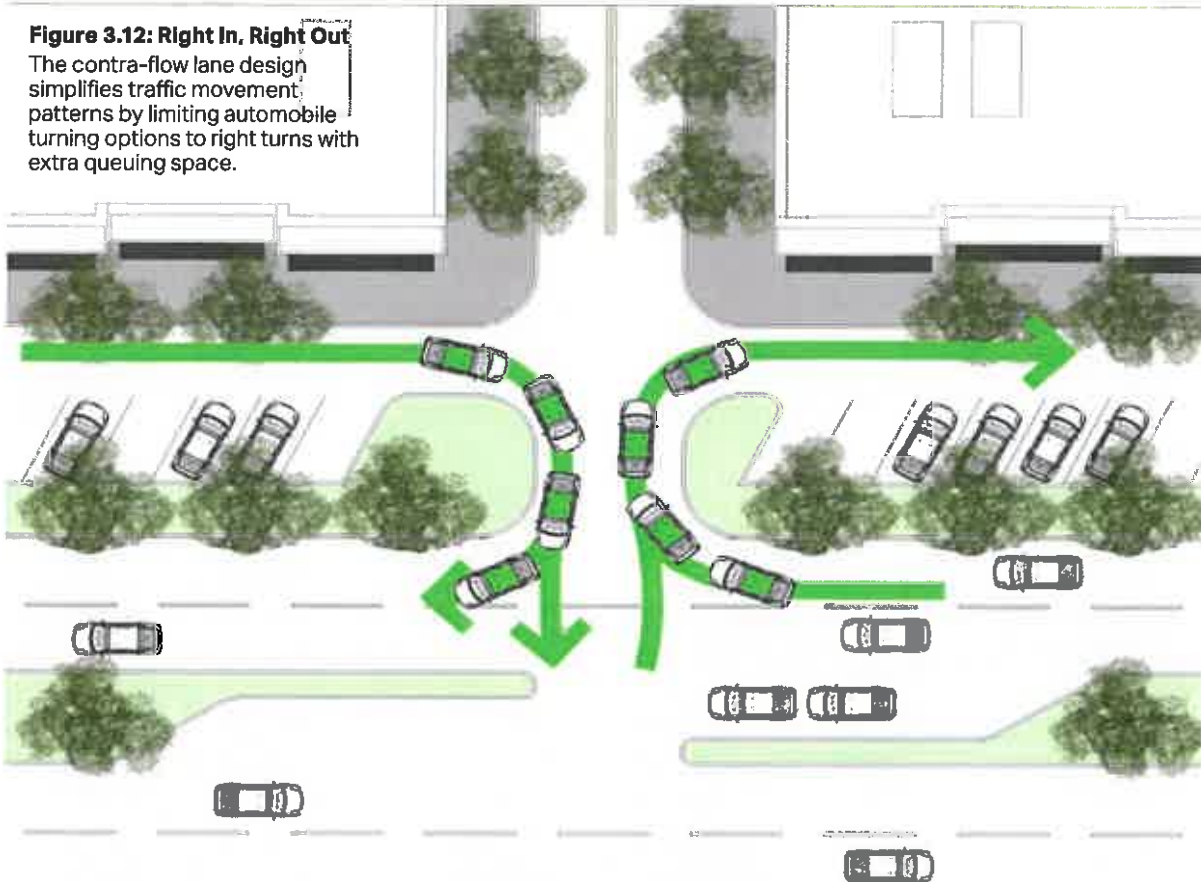 Figure 3.12: Right In, Right Out
The contra-flow lane design
simplifies traffic movement
patterns by limiting automobile
turning options to right turns with
extra queuing space.